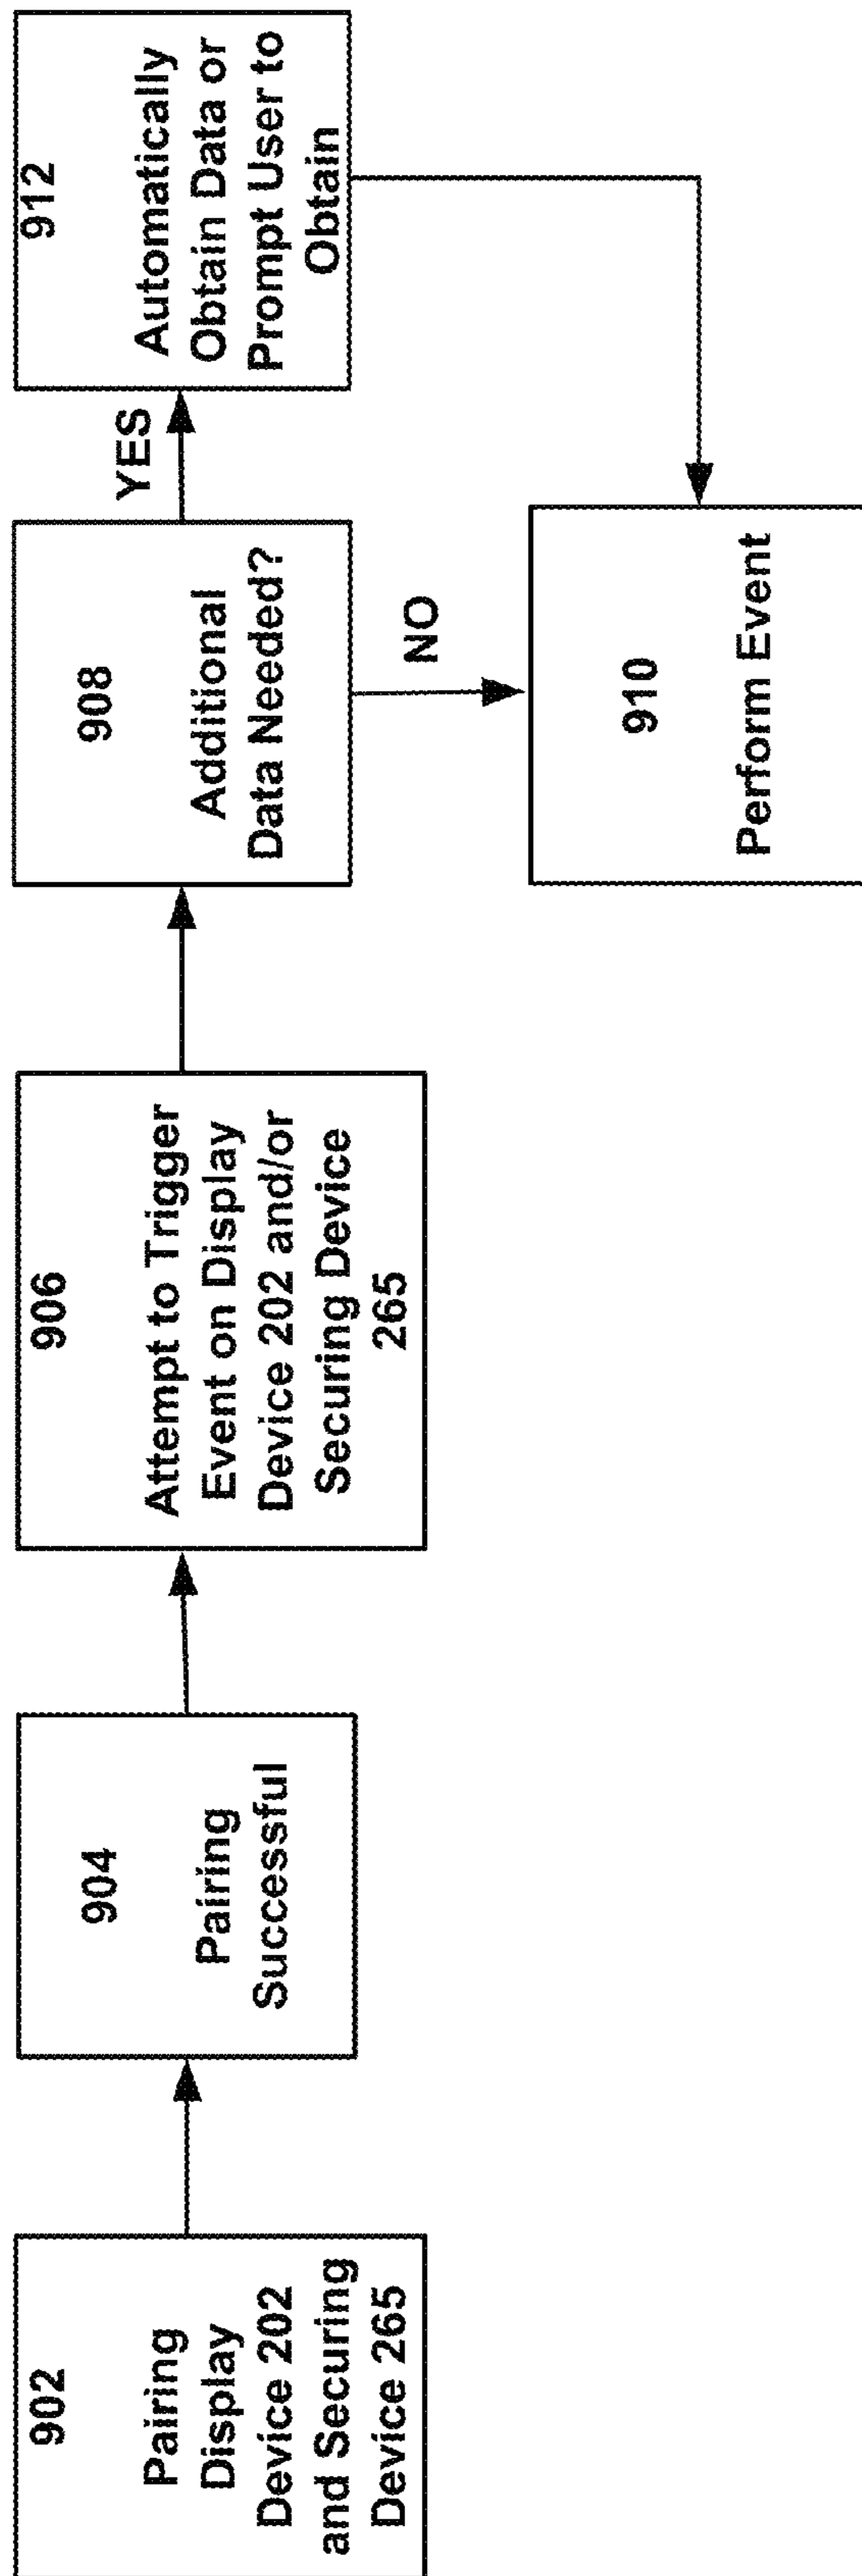 902
Pairing
Display
Device 202
and Securing
Device 265
904
Pairing
Successful
906
Attempt to Trigger
Event on Display
Device 202 and/or
Securing Device
265
908
Additional
Data Needed?
YES
NO
912
Automatically
Obtain Data or
Prompt User to
Obtain
910
Perform Event